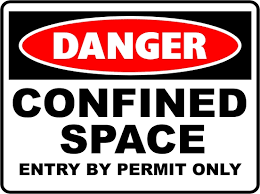 DANGER
CONFINED
SPACE
ENTRY BY PERMIT ONLY